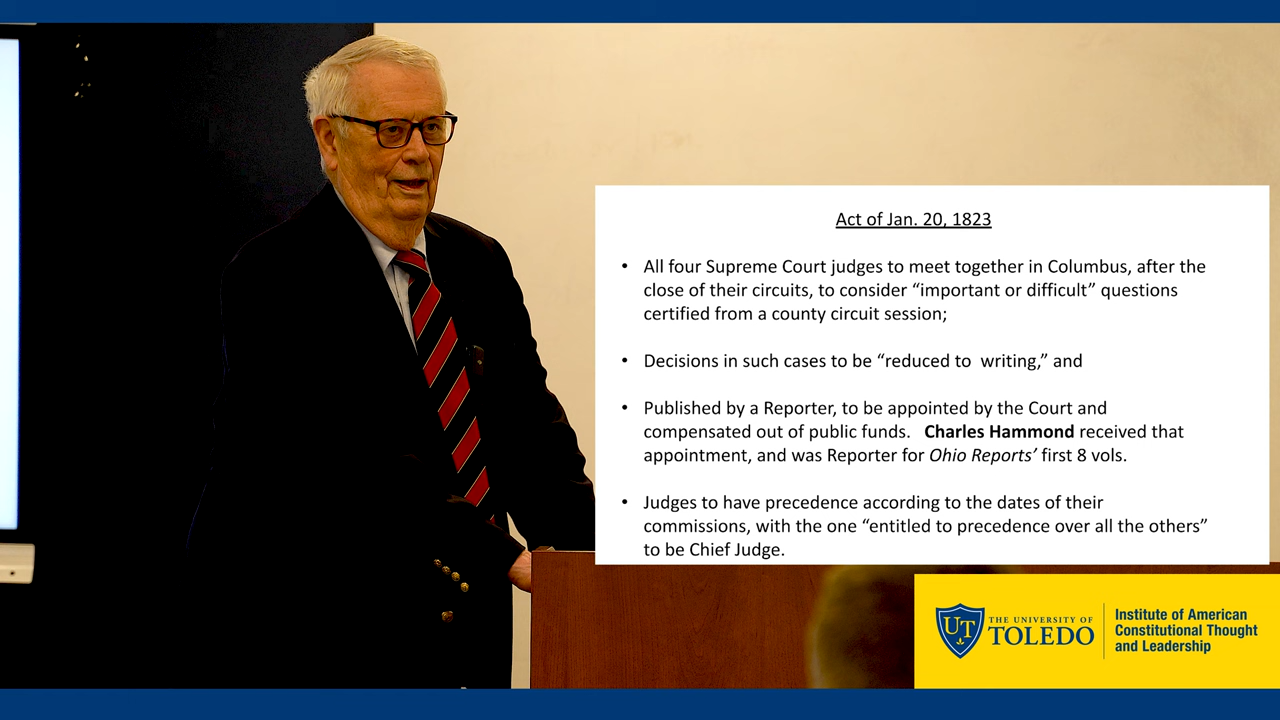 Act of Jan. 20, 1823
• All four Supreme Court judges to meet together in Columbus, after the
close of their circuits, to consider “important or difficult” questions
certified from a county circuit session;
• Decisions in such cases to be “reduced to  writing,” and
• Published by a Reporter, to be appointed by the Court and
compensated out of public funds.   Charles Hammond received that
appointment, and was Reporter for Ohio Reports’ first 8 vols.
• Judges to have precedence according to the dates of their
commissions, with the one “entitled to precedence over all the others”
to be Chief Judge.
UT
THE UNIVERSITY OF
TOLEDO
Institute of American
Constitutional Thought
and Leadership